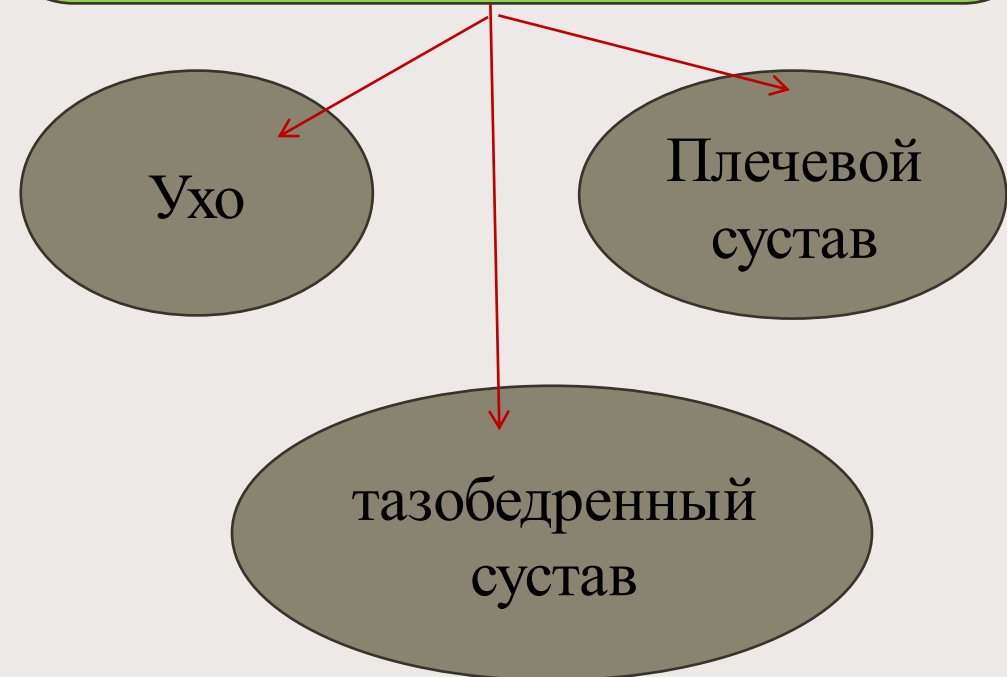 Ухо
Плечевой
сустав
тазобедренный
сустав